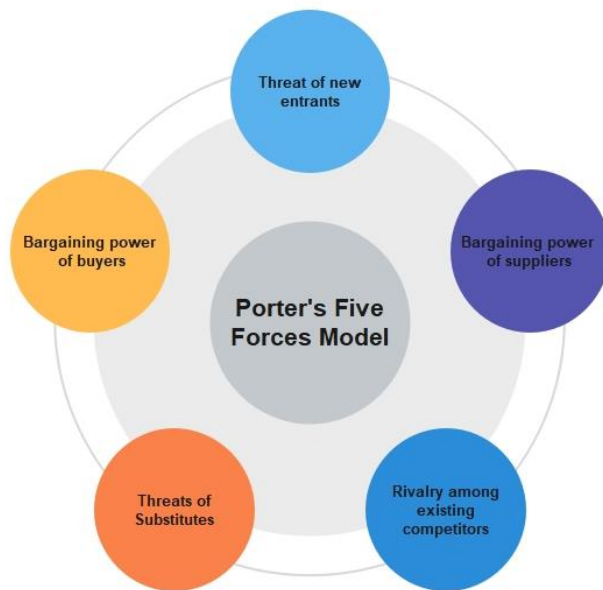 Threat of new
entrants
Bargaining power
of buyers
Bargaining power
of suppliers
Porter's Five
Forces Model
Threats of
Substitutes
Rivalry among
existing
competitors